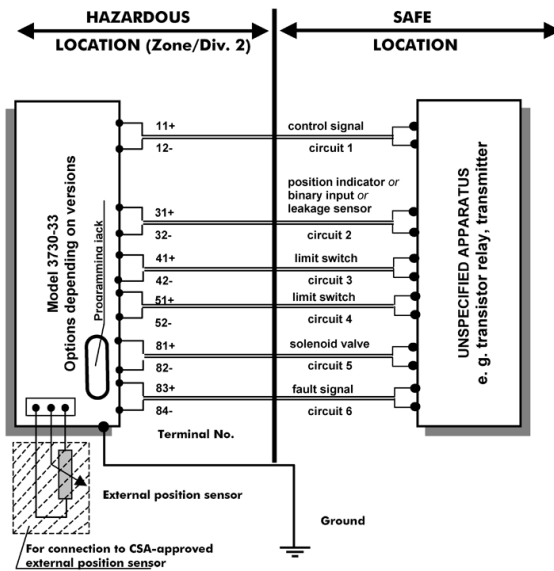 HAZARDOUS
LOCATION (Zone/Div. 2)
SAFE
LOCATION
Model 3730-33
Options depending on versions
Programming jack
11+
12-
31+
32-
41+
42-
51+
52-
81+
82-
83+
84-
Terminal No.
control signal
circuit 1
position indicator or
binary input or
leakage sensor
circuit 2
limit switch
circuit 3
limit switch
circuit 4
solenoid valve
circuit 5
fault signal
circuit 6
UNSPECIFIED APPARATUS
e. g. transistor relay, transmitter
External position sensor
Ground
For connection to CSA-approved
external position sensor